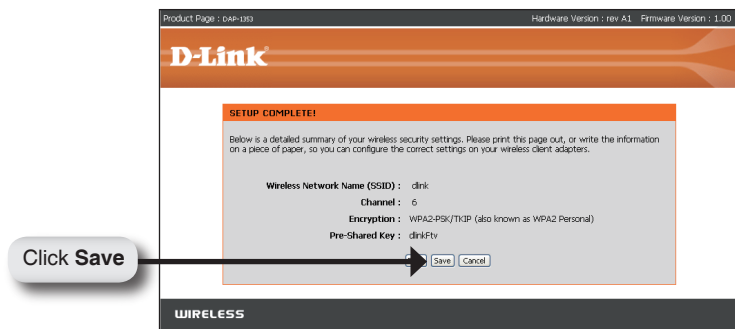 Product Page : DAP-1353 Hardware Version : rev A1 Firmware Version : 1.00
D-Link
SETUP COMPLETE!
Below is a detailed summary of your wireless security settings. Please print this page out, or write the information
on a piece of paper, so you can configure the correct settings on your wireless client adapters.
Wireless Network Name (SSID) : dlink
Channel : 6
Encryption : WPA2-PSK/TKIP (also known as WPA2 Personal)
Pre-Shared Key : dlinkFtv
Click Save
Save Cancel
WIRELESS